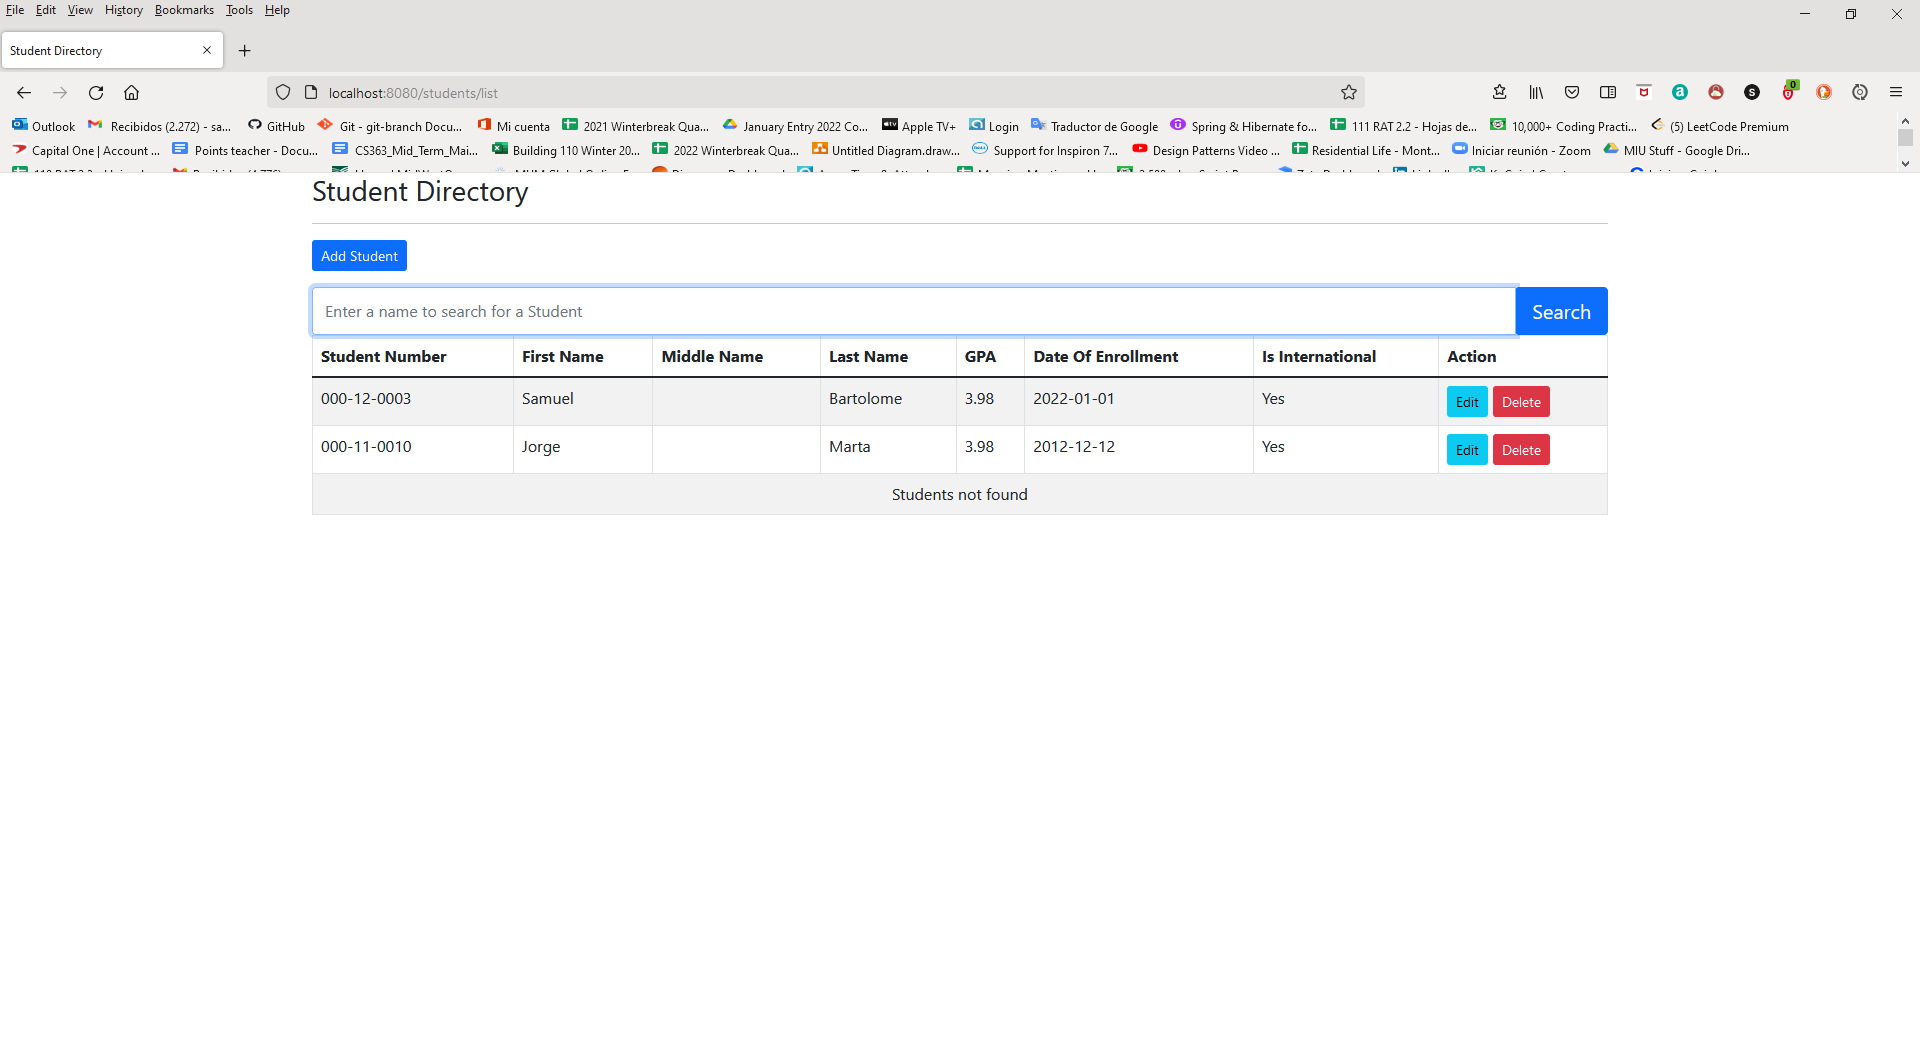 File Edit View History Bookmarks Tools Help
Student Directory
localhost:8080/students/list
0
Outlook Recibidos (2.272) - sa... GitHub Git - git-branch Docu... Mi cuenta 2021 Winterbreak Qua... January Entry 2022 Co... Apple TV+ Login Traductor de Google Spring & Hibernate fo... 111 RAT 2.2 - Hojas de... 10,000+ Coding Practi... (5) LeetCode Premium
Capital One | Account ... Points teacher - Docu... CS363_Mid_Term_Mai... Building 110 Winter 20... 2022 Winterbreak Qua... Untitled Diagram.draw... Support for Inspiron 7... Design Patterns Video ... Residential Life - Mont... Iniciar reunión - Zoom MIU Stuff - Google Dri...
Student Directory
Add Student
Enter a name to search for a Student Search
Student Number First Name Middle Name Last Name GPA Date Of Enrollment Is International Action
000-12-0003 Samuel Bartolome 3.98 2022-01-01 Yes Edit Delete
000-11-0010 Jorge Marta 3.98 2012-12-12 Yes Edit Delete
Students not found